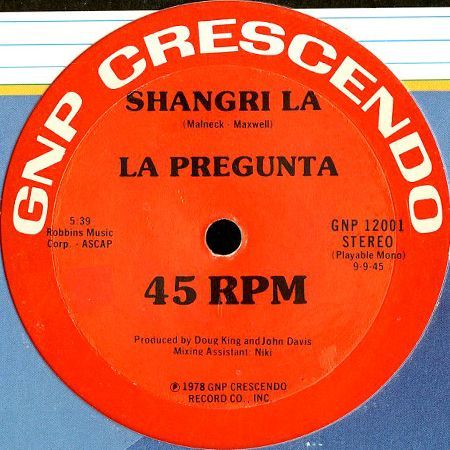 GNP CRESCENDO
SHANGRI LA
(Malneck - Maxwell)
LA PREGUNTA
5:39
Robbins Music
Corp. - ASCAP
GNP 12001
STEREO
(Playable Mono)
9-9-45
45 RPM
Produced by Doug King and John Davis
Mixing Assistant: Niki
℗ 1978 GNP CRESCENDO
RECORD CO., INC